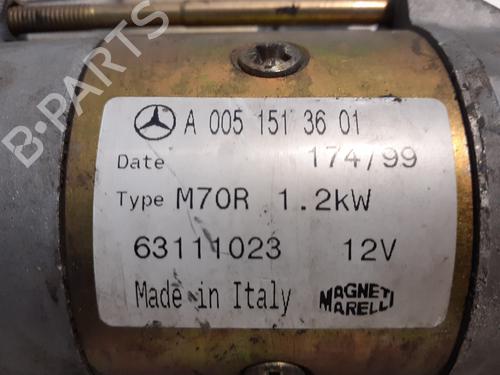 A 005 151 36 01
Date 174/99
Type M70R 1.2kW
63111023 12V
Made in Italy MAGNETI MARELLI
B-PARTS